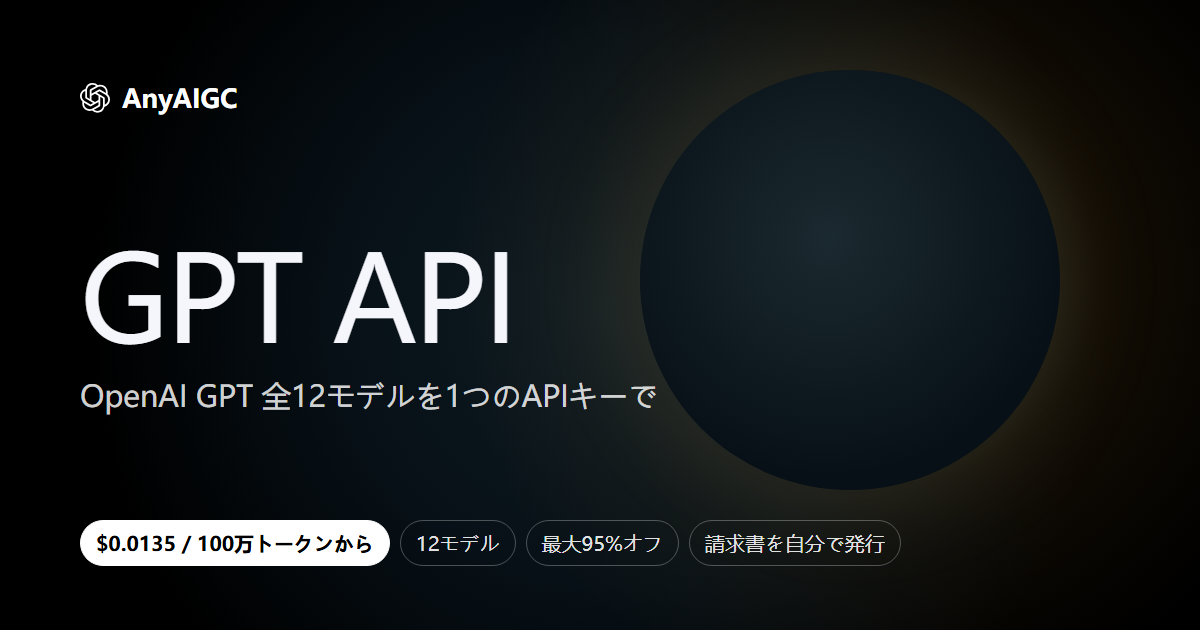 AnyAIGC
GPT API
OpenAI GPT 全12モデルを1つのAPIキーで
$0.0135 / 100万トークンから
12モデル
最大95%オフ
請求書を自分で発行